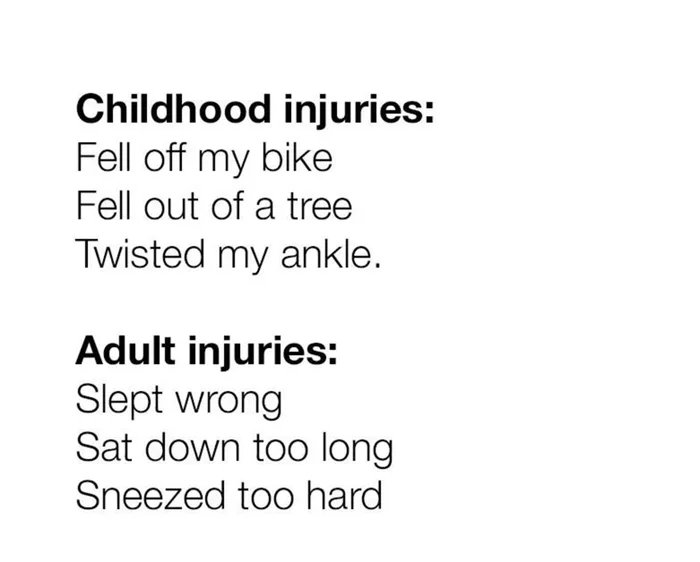 Childhood injuries:
Fell off my bike
Fell out of a tree
Twisted my ankle.
Adult injuries:
Slept wrong
Sat down too long
Sneezed too hard